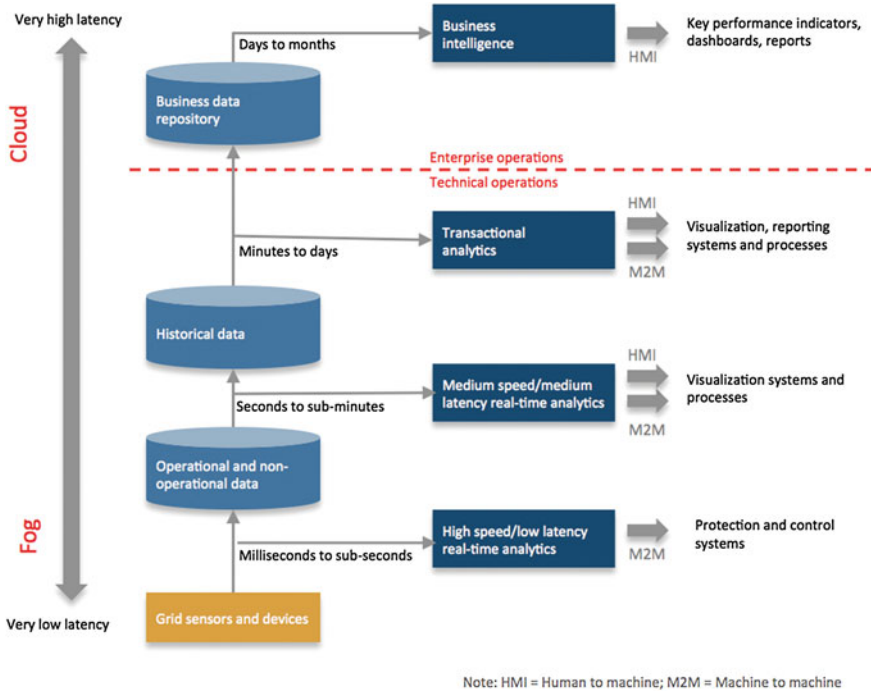 Very high latency
Days to months
Business
intelligence
HMI
Key performance indicators,
dashboards, reports
Business data
repository
Cloud
Enterprise operations
Technical operations
Minutes to days
Transactional
analytics
HMI
M2M
Visualization, reporting
systems and processes
Historical data
Seconds to sub-minutes
Medium speed/medium
latency real-time analytics
HMI
M2M
Visualization systems and
processes
Operational and non-
operational data
Fog
Milliseconds to sub-seconds
High speed/low latency
real-time analytics
M2M
Protection and control
systems
Grid sensors and devices
Very low latency
Note: HMI = Human to machine; M2M = Machine to machine